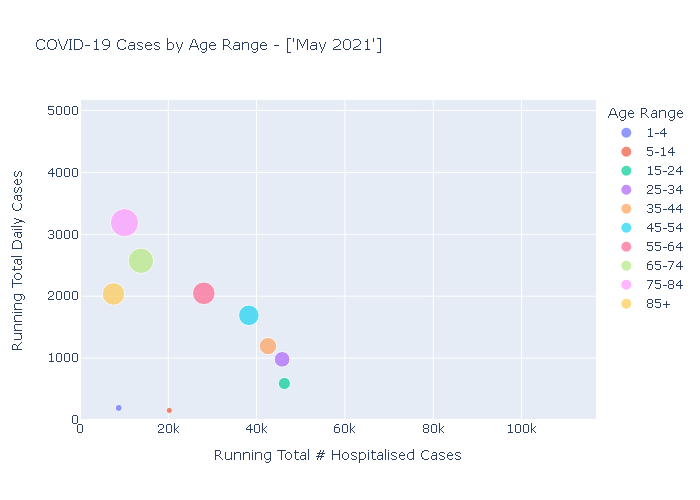 COVID-19 Cases by Age Range - ['May 2021']
Running Total Daily Cases
5000
4000
3000
2000
1000
0
0
20k
40k
60k
80k
100k
Running Total # Hospitalised Cases
Age Range
1-4
5-14
15-24
25-34
35-44
45-54
55-64
65-74
75-84
85+